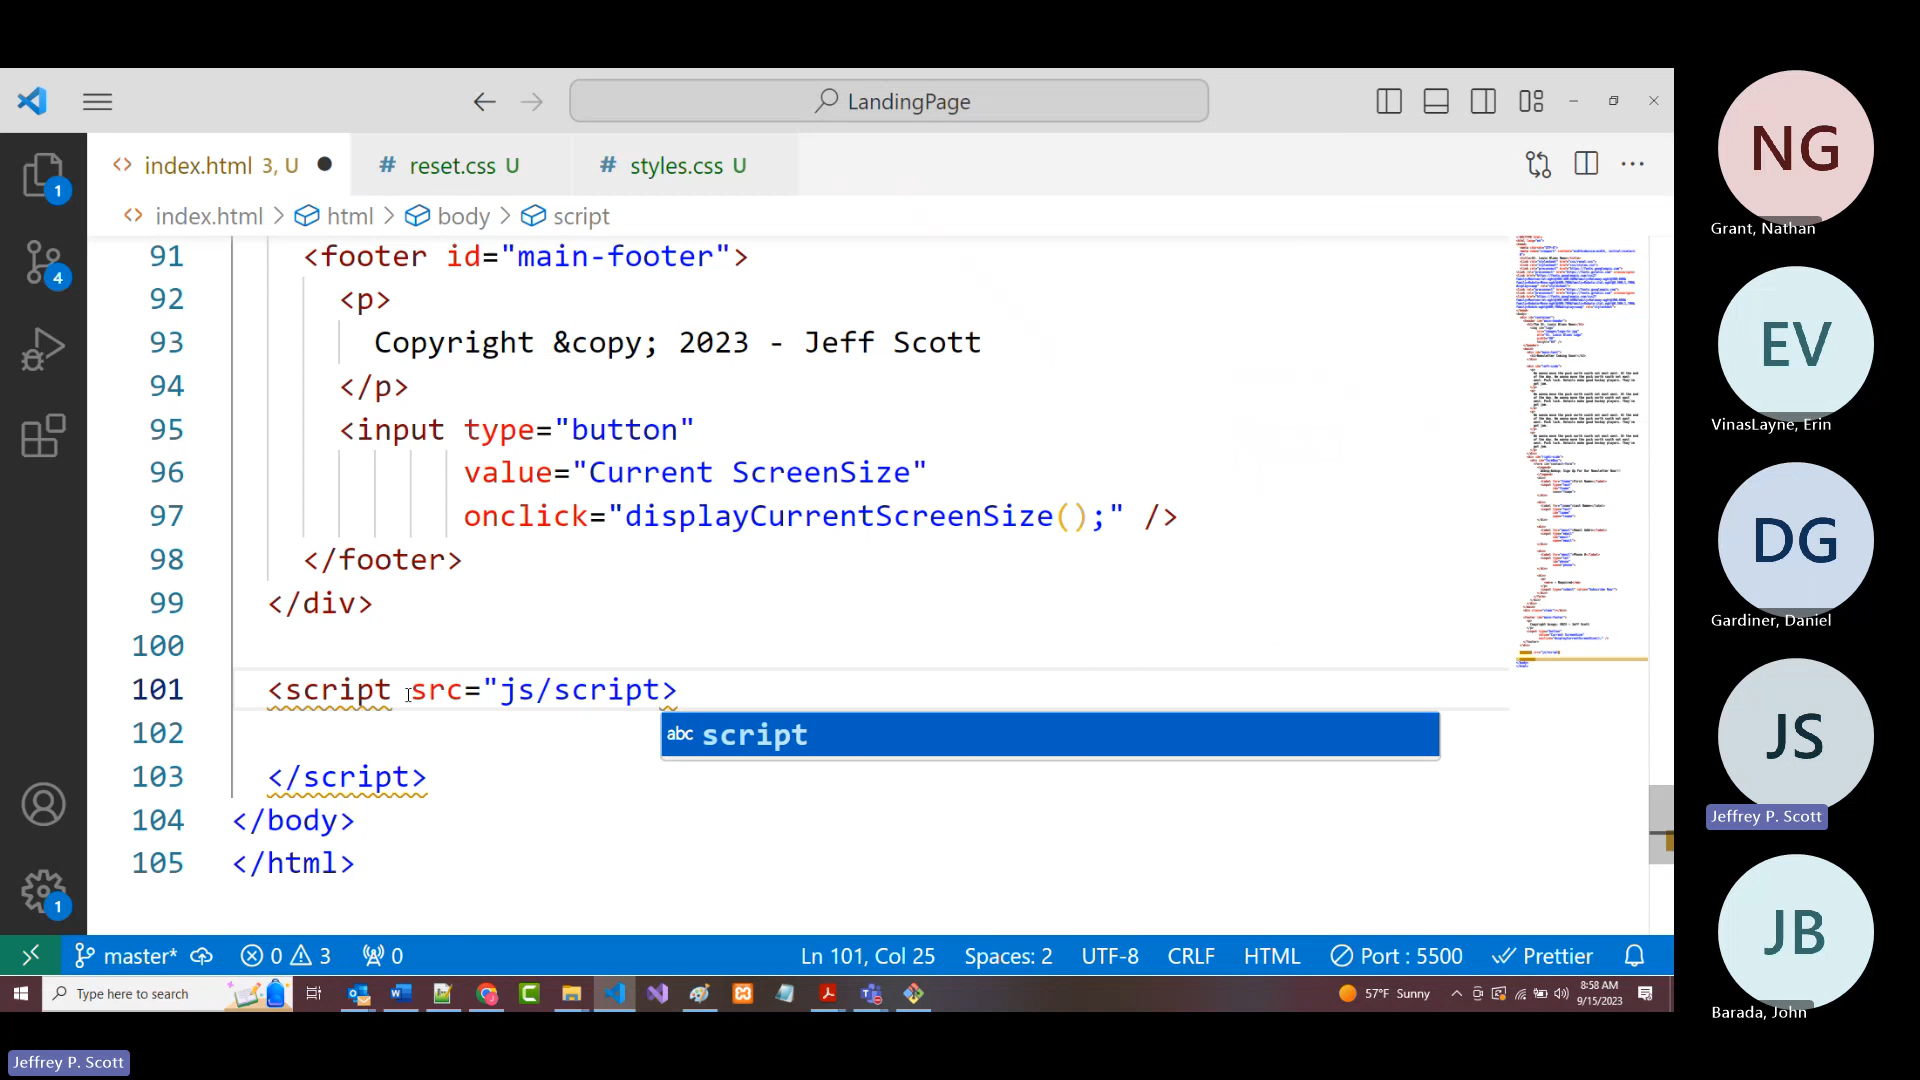 LandingPage
index.html 3, U
# reset.css U
# styles.css U
index.html > html > body > script
91 <footer id="main-footer">
92 <p>
93 Copyright &copy; 2023 - Jeff Scott
94 </p>
95 <input type="button"
96 value="Current ScreenSize"
97 onclick="displayCurrentScreenSize();" />
98 </footer>
99 </div>
100
101 <script src="js/script>
abc script
102
103 </script>
104 </body>
105 </html>
1
4
1
master* 0 3 0
Ln 101, Col 25 Spaces: 2 UTF-8 CRLF HTML Port : 5500 Prettier
Type here to search
57°F Sunny
8:58 AM
9/15/2023
Jeffrey P. Scott
NG
Grant, Nathan
EV
VinasLayne, Erin
DG
Gardiner, Daniel
JS
Jeffrey P. Scott
JB
Barada, John